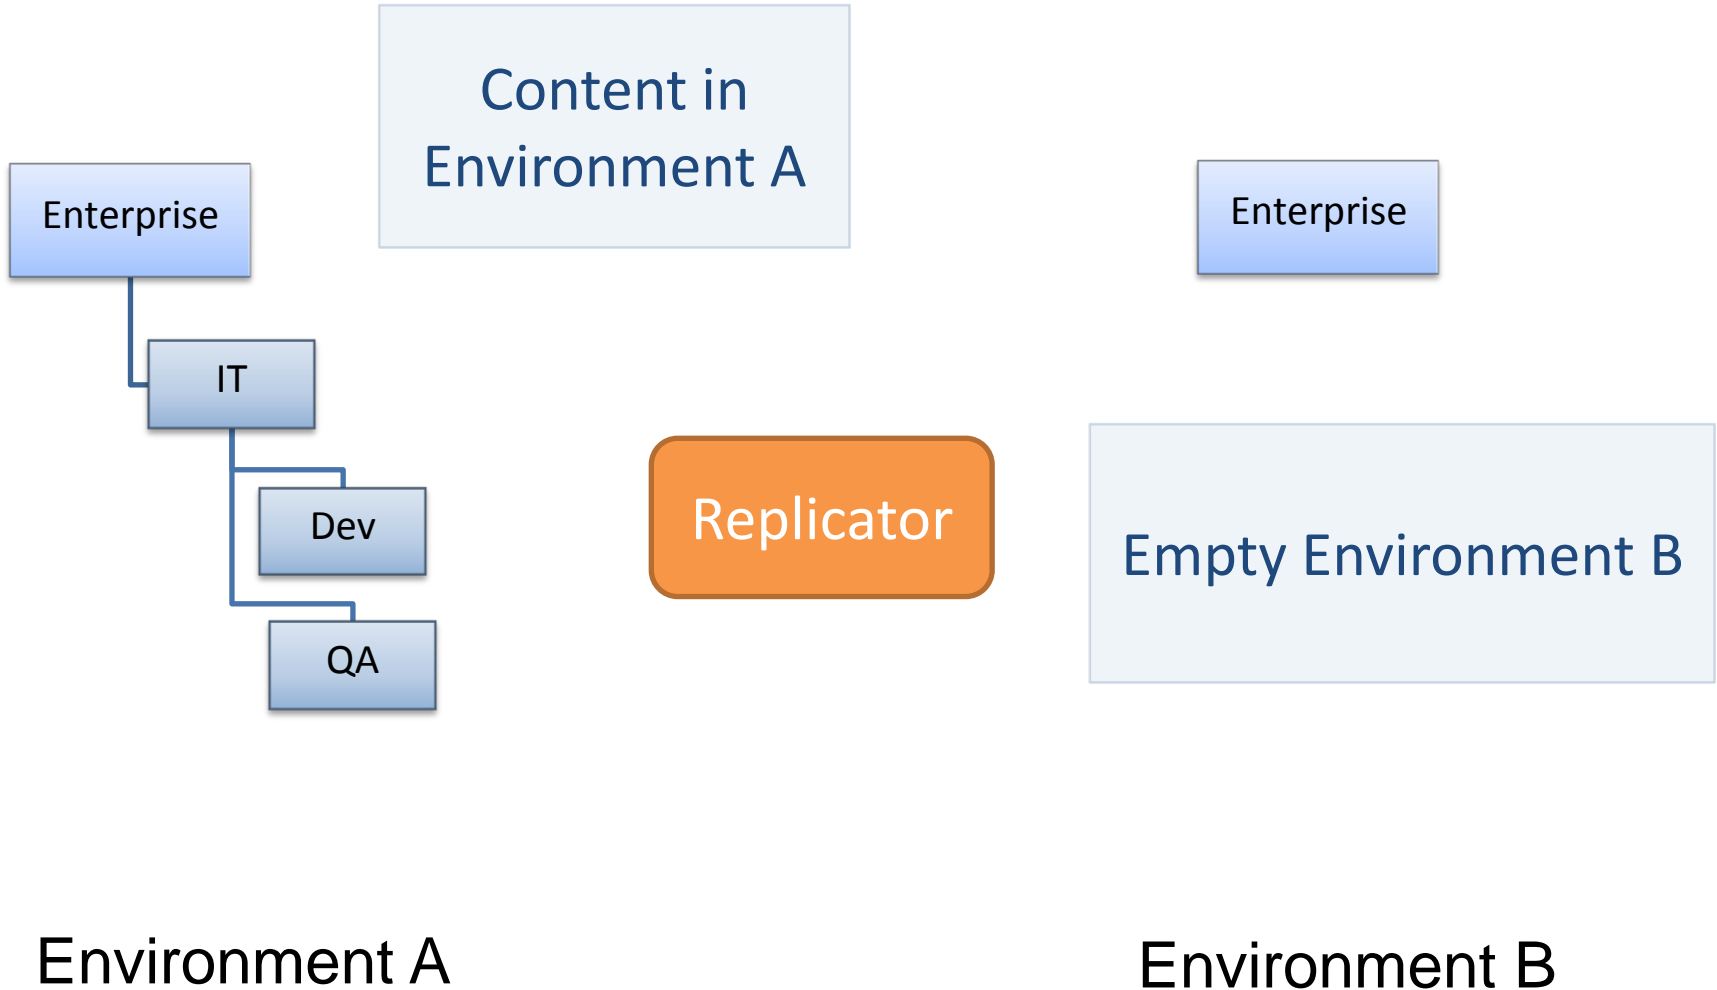 Content in
Environment A
Enterprise
IT
Dev
QA
Replicator
Enterprise
Empty Environment B
Environment A
Environment B